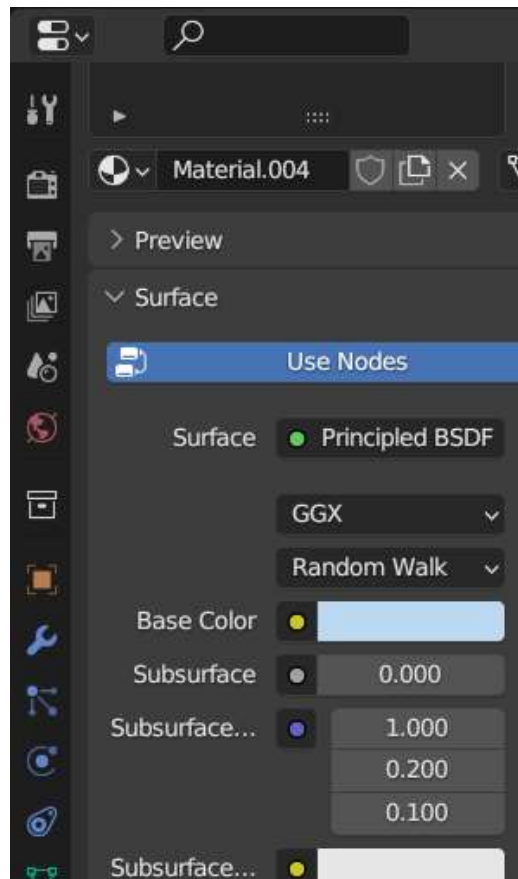 Material.004
Preview
Surface
Use Nodes
Surface Principled BSDF
GGX
Random Walk
Base Color
Subsurface 0.000
Subsurface... 1.000
0.200
0.100
Subsurface...